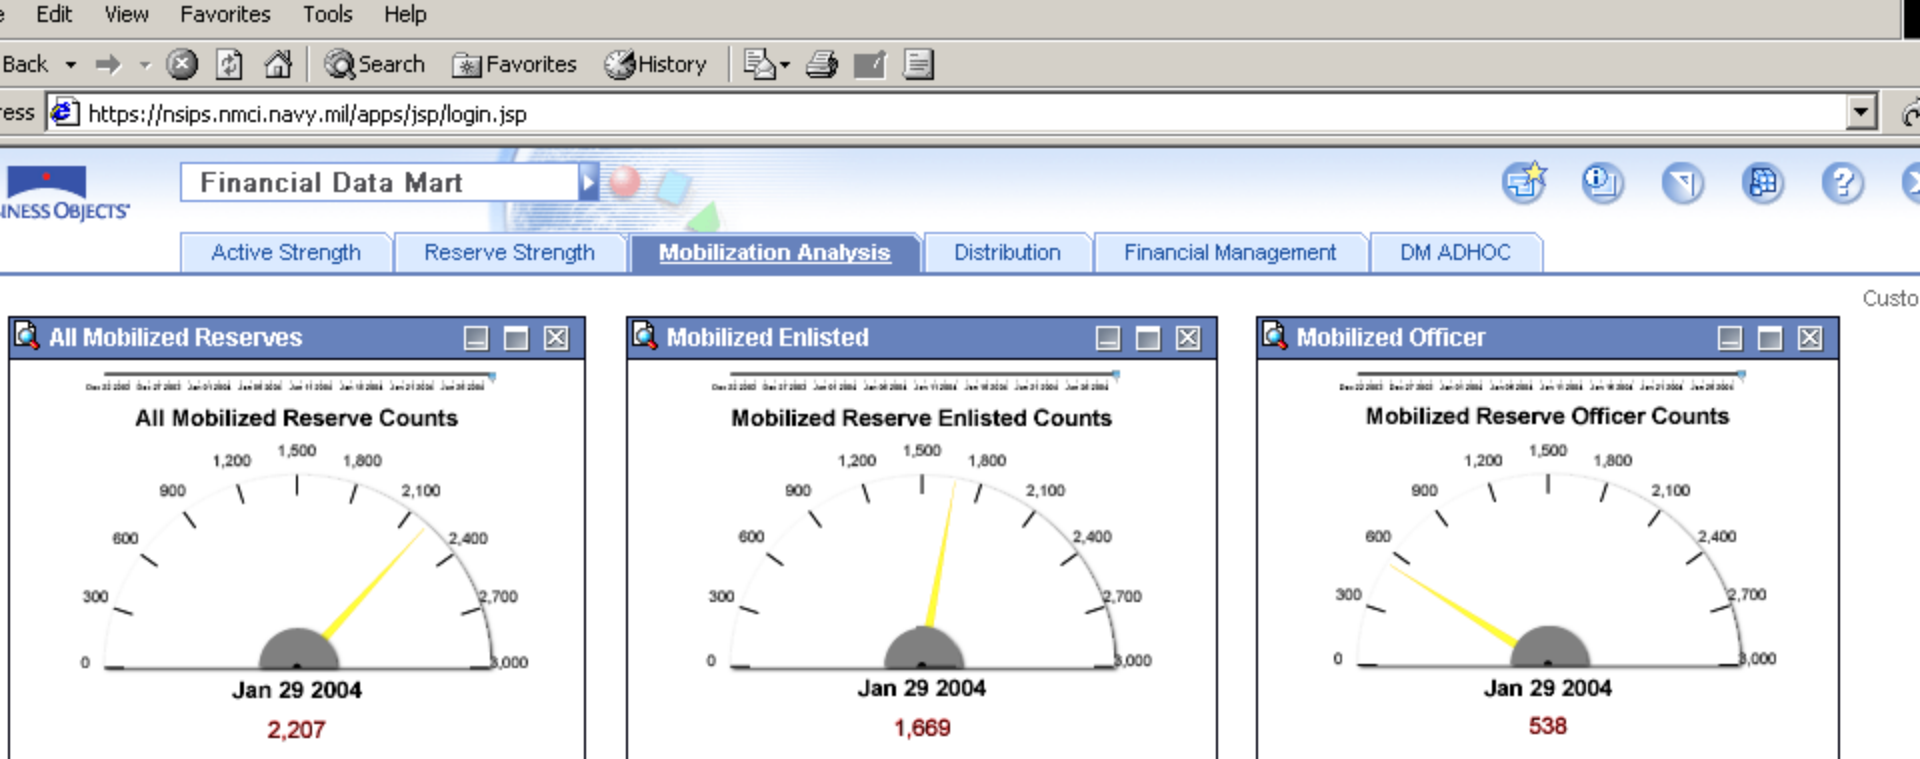 Edit View Favorites Tools Help
Back Search Favorites History
ress https://nsips.nmci.navy.mil/apps/jsp/login.jsp
INESS OBJECTS Financial Data Mart
Active Strength Reserve Strength Mobilization Analysis Distribution Financial Management DM ADHOC
Custo
All Mobilized Reserves
All Mobilized Reserve Counts
0 300 600 900 1,200 1,500 1,800 2,100 2,400 2,700 3,000
Jan 29 2004
2,207
Mobilized Enlisted
Mobilized Reserve Enlisted Counts
0 300 600 900 1,200 1,500 1,800 2,100 2,400 2,700 3,000
Jan 29 2004
1,669
Mobilized Officer
Mobilized Reserve Officer Counts
0 300 600 900 1,200 1,500 1,800 2,100 2,400 2,700 3,000
Jan 29 2004
538